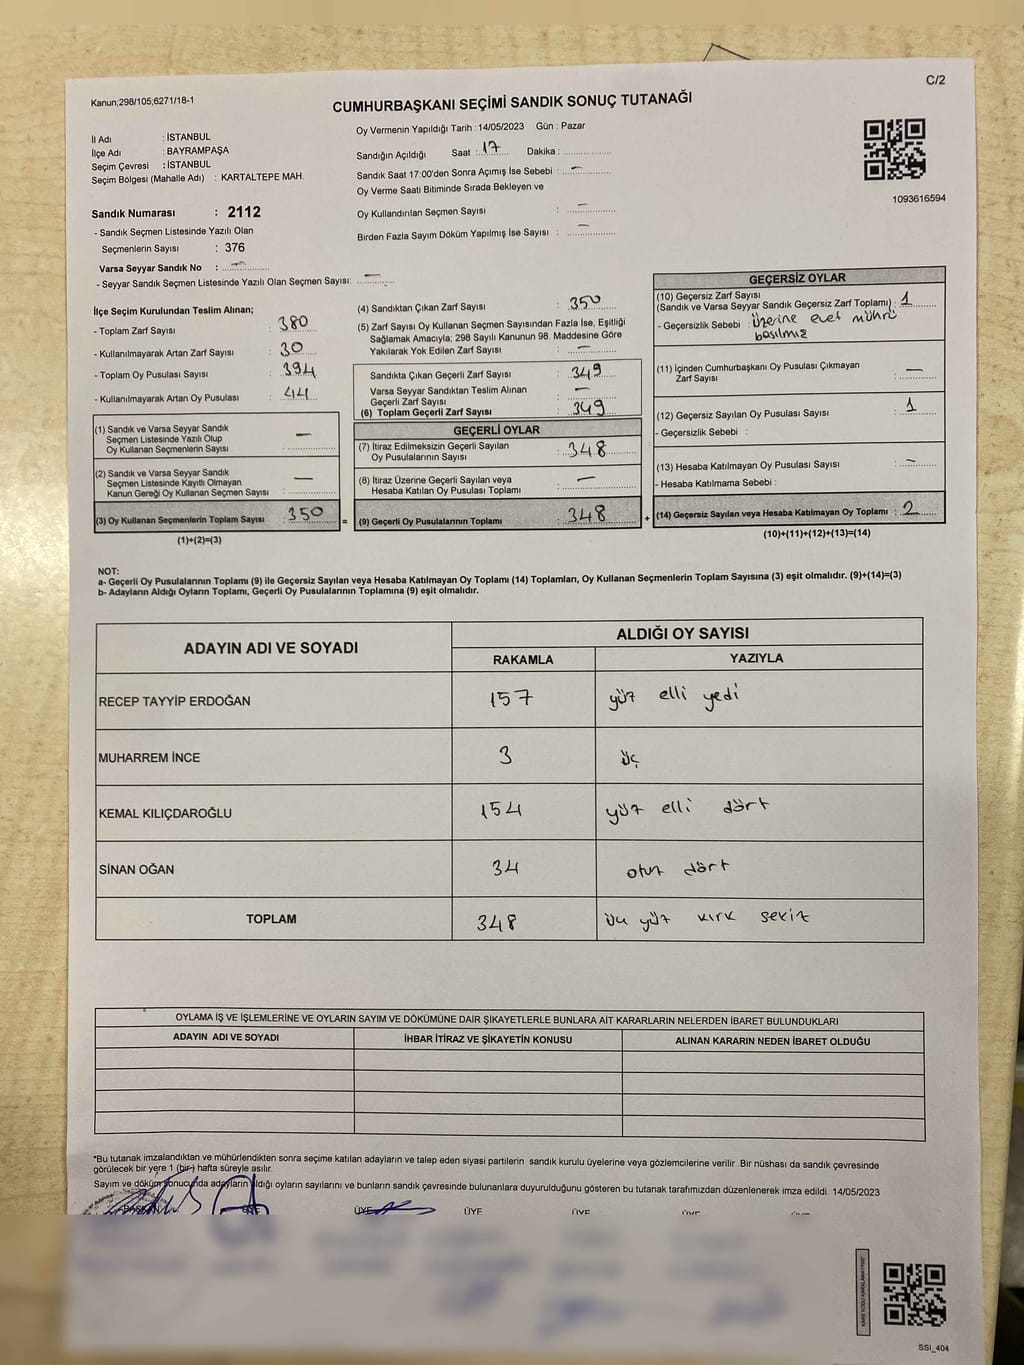 C/2
Kanun;298/105;6271/18-1
CUMHURBAŞKANI SEÇİMİ SANDIK SONUÇ TUTANAĞI
İl Adı : İSTANBUL
İlçe Adı : BAYRAMPAŞA
Seçim Çevresi : İSTANBUL
Seçim Bölgesi (Mahalle Adı) : KARTALTEPE MAH.
Sandık Numarası : 2112
- Sandık Seçmen Listesinde Yazılı Olan
Seçmenlerin Sayısı : 376
Varsa Seyyar Sandık No : —
- Seyyar Sandık Seçmen Listesinde Yazılı Olan Seçmen Sayısı: —
Oy Vermenin Yapıldığı Tarih : 14/05/2023 Gün : Pazar
Sandığın Açıldığı Saat : 17 Dakika :
Sandık Saat 17:00'den Sonra Açımış İse Sebebi : —
Oy Verme Saati Bitiminde Sırada Bekleyen ve
Oy Kullandırılan Seçmen Sayısı : —
Birden Fazla Sayım Döküm Yapılmış İse Sayısı : —
1093616594
İlçe Seçim Kurulundan Teslim Alınan;
- Toplam Zarf Sayısı : 380
- Kullanılmayarak Artan Zarf Sayısı : 30
- Toplam Oy Pusulası Sayısı : 394
- Kullanılmayarak Artan Oy Pusulası : 44
(1) Sandık ve Varsa Seyyar Sandık
Seçmen Listesinde Yazılı Olup
Oy Kullanan Seçmenlerin Sayısı : —
(2) Sandık ve Varsa Seyyar Sandık
Seçmen Listesinde Kayıtlı Olmayan
Kanun Gereği Oy Kullanan Seçmen Sayısı : —
(3) Oy Kullanan Seçmenlerin Toplam Sayısı : 350
(1)+(2)=(3)
=
(4) Sandıktan Çıkan Zarf Sayısı : 350
(5) Zarf Sayısı Oy Kullanan Seçmen Sayısından Fazla İse, Eşitliği
Sağlamak Amacıyla; 298 Sayılı Kanunun 98. Maddesine Göre
Yakılarak Yok Edilen Zarf Sayısı : —
Sandıkta Çıkan Geçerli Zarf Sayısı : 349
Varsa Seyyar Sandıktan Teslim Alınan
Geçerli Zarf Sayısı : —
(6) Toplam Geçerli Zarf Sayısı : 349
GEÇERLİ OYLAR
(7) İtiraz Edilmeksizin Geçerli Sayılan
Oy Pusulalarının Sayısı : 348
(8) İtiraz Üzerine Geçerli Sayılan veya
Hesaba Katılan Oy Pusulası Toplamı : —
(9) Geçerli Oy Pusulalarının Toplamı : 348
+
GEÇERSİZ OYLAR
(10) Geçersiz Zarf Sayısı
(Sandık ve Varsa Seyyar Sandık Geçersiz Zarf Toplamı) : 1
- Geçersizlik Sebebi : üzerine evet mührü
basılmız
(11) İçinden Cumhurbaşkanı Oy Pusulası Çıkmayan
Zarf Sayısı : —
(12) Geçersiz Sayılan Oy Pusulası Sayısı : 1
- Geçersizlik Sebebi :
(13) Hesaba Katılmayan Oy Pusulası Sayısı : —
- Hesaba Katılmama Sebebi :
(14) Geçersiz Sayılan veya Hesaba Katılmayan Oy Toplamı : 2
(10)+(11)+(12)+(13)=(14)
NOT:
a- Geçerli Oy Pusulalarının Toplamı (9) ile Geçersiz Sayılan veya Hesaba Katılmayan Oy Toplamı (14) Toplamları, Oy Kullanan Seçmenlerin Toplam Sayısına (3) eşit olmalıdır. (9)+(14)=(3)
b- Adayların Aldığı Oyların Toplamı, Geçerli Oy Pusulalarının Toplamına (9) eşit olmalıdır.
ADAYIN ADI VE SOYADI ALDIĞI OY SAYISI
RAKAMLA YAZIYLA
RECEP TAYYİP ERDOĞAN 157 yüz elli yedi
MUHARREM İNCE 3 üç
KEMAL KILIÇDAROĞLU 154 yüz elli dört
SİNAN OĞAN 34 otuz dört
TOPLAM 348 üç yüz kırk sekiz
OYLAMA İŞ VE İŞLEMLERİNE VE OYLARIN SAYIM VE DÖKÜMÜNE DAİR ŞİKAYETLERLE BUNLARA AİT KARARLARIN NELERDEN İBARET BULUNDUKLARI
ADAYIN ADI VE SOYADI İHBAR İTİRAZ VE ŞİKAYETİN KONUSU ALINAN KARARIN NEDEN İBARET OLDUĞU
*Bu tutanak imzalandıktan ve mühürlendikten sonra seçime katılan adayların ve talep eden siyasi partilerin sandık kurulu üyelerine veya gözlemcilerine verilir .Bir nüshası da sandık çevresinde
görülecek bir yere 1 (bir) hafta süreyle asılır.
Sayım ve döküm sonucunda adayların aldığı oyların sayılarını ve bunların sandık çevresinde bulunanlara duyurulduğunu gösteren bu tutanak tarafımızdan düzenlenerek imza edildi. 14/05/2023
BAŞKAN ÜYE ÜYE ÜYE ÜYE ÜYE
KARE KODU KARALAMAYINIZ!
SSI_404